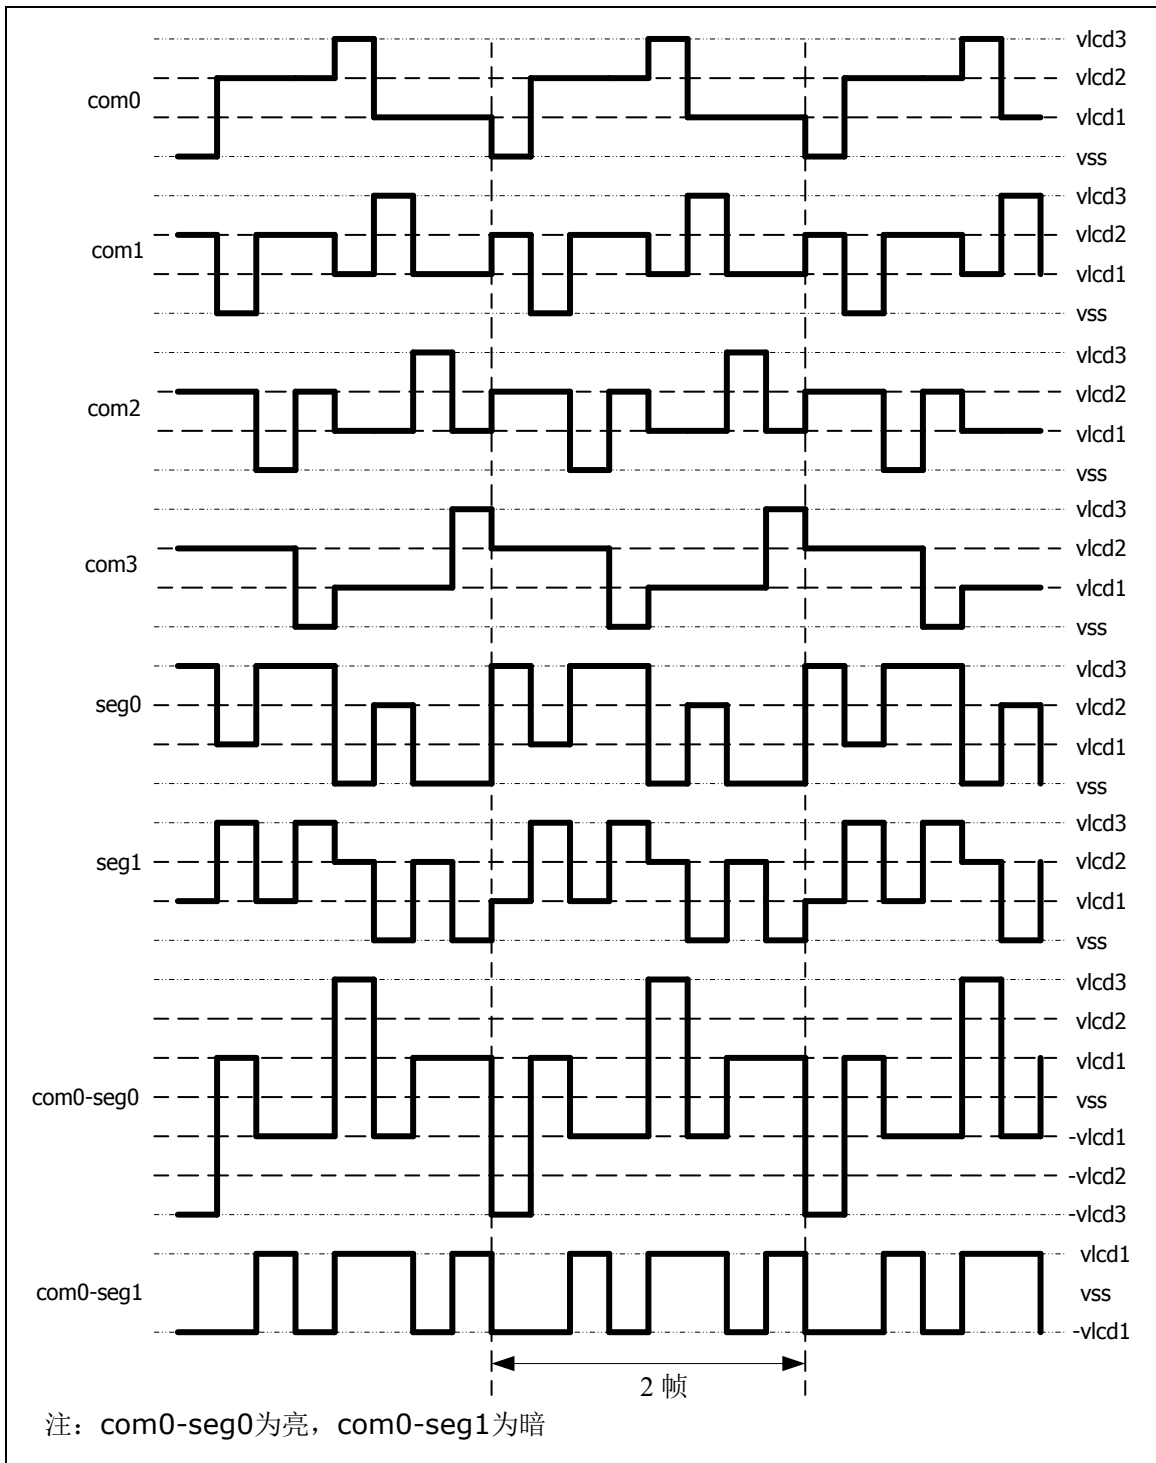 vlcd3
vlcd2
com0
vlcd1
vss
vlcd3
vlcd2
com1
vlcd1
vss
vlcd3
vlcd2
com2
vlcd1
vss
vlcd3
vlcd2
com3
vlcd1
vss
vlcd3
seg0
vlcd2
vlcd1
vss
vlcd3
seg1
vlcd2
vlcd1
vss
vlcd3
vlcd2
vlcd1
com0-seg0
vss
-vlcd1
-vlcd2
-vlcd3
vlcd1
com0-seg1
vss
-vlcd1
2 帧
注：com0-seg0为亮，com0-seg1为暗